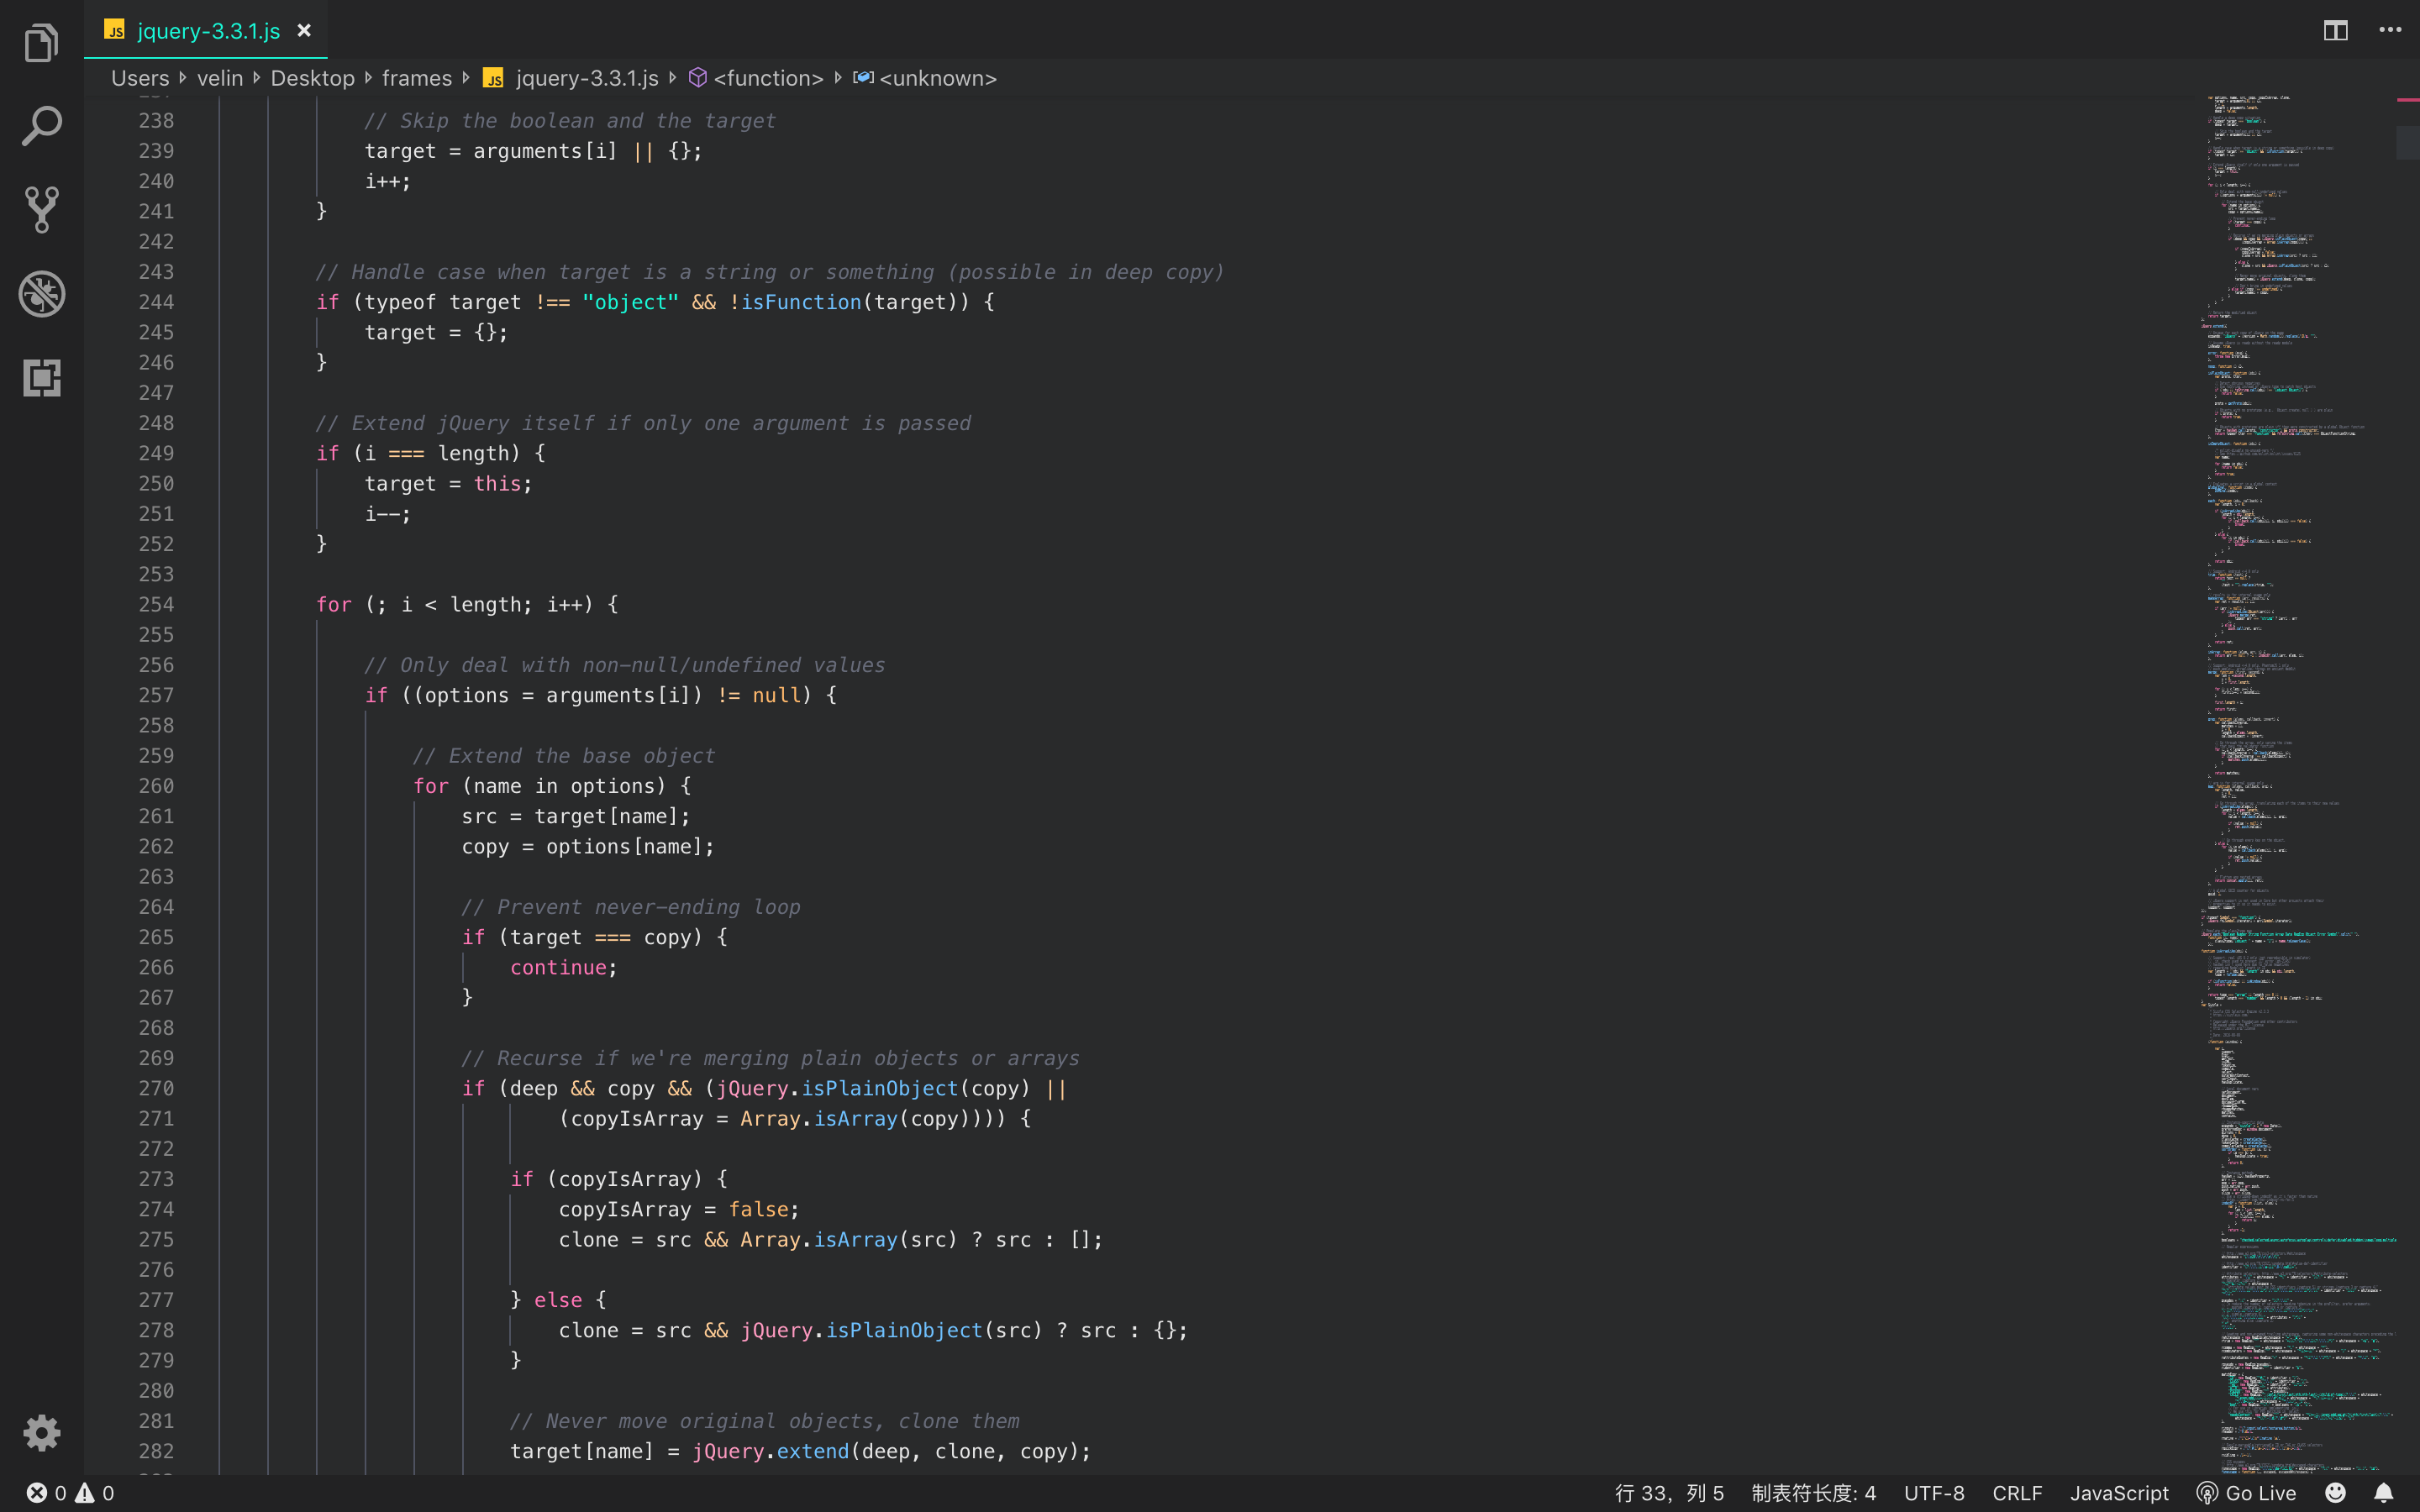 JS jquery-3.3.1.js ×
Users Velin Desktop frames JS jquery-3.3.1.js <function> <unknown>
238 // Skip the boolean and the target
239 target = arguments[i] || {};
240 i++;
241 }
242
243 // Handle case when target is a string or something (possible in deep copy)
244 if (typeof target !== "object" && !isFunction(target)) {
245 target = {};
246 }
247
248 // Extend jQuery itself if only one argument is passed
249 if (i === length) {
250 target = this;
251 i--;
252 }
253
254 for (; i < length; i++) {
255
256 // Only deal with non-null/undefined values
257 if ((options = arguments[i]) != null) {
258
259 // Extend the base object
260 for (name in options) {
261 src = target[name];
262 copy = options[name];
263
264 // Prevent never-ending loop
265 if (target === copy) {
266 continue;
267 }
268
269 // Recurse if we're merging plain objects or arrays
270 if (deep && copy && (jQuery.isPlainObject(copy) ||
271 (copyIsArray = Array.isArray(copy)))) {
272
273 if (copyIsArray) {
274 copyIsArray = false;
275 clone = src && Array.isArray(src) ? src : [];
276
277 } else {
278 clone = src && jQuery.isPlainObject(src) ? src : {};
279 }
280
281 // Never move original objects, clone them
282 target[name] = jQuery.extend(deep, clone, copy);
0 0 行 33, 列 5 制表符长度: 4 UTF-8 CRLF JavaScript Go Live